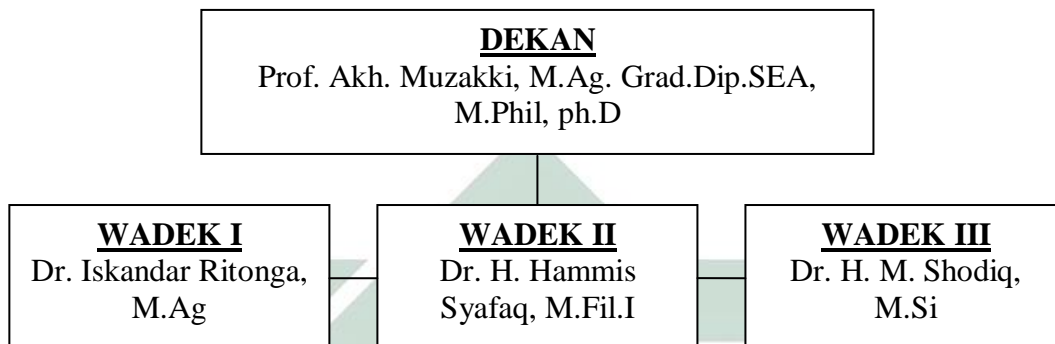 DEKAN
Prof. Akh. Muzakki, M.Ag. Grad.Dip.SEA,
M.Phil, ph.D
WADEK I
Dr. Iskandar Ritonga,
M.Ag
WADEK II
Dr. H. Hammis
Syafaq, M.Fil.I
WADEK III
Dr. H. M. Shodiq,
M.Si